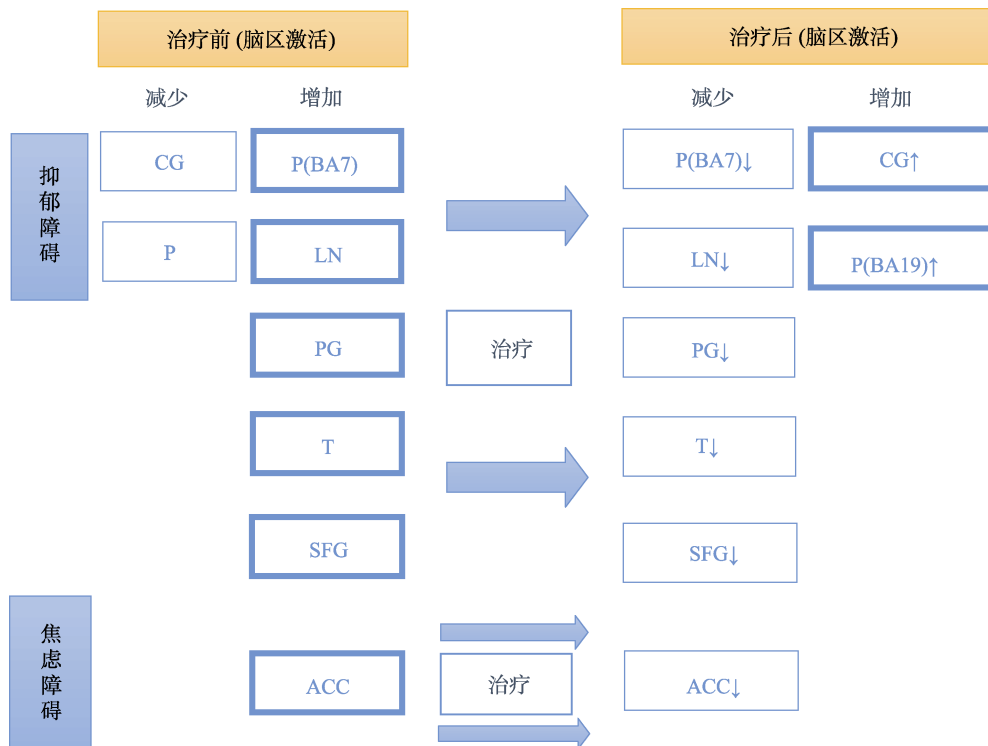 治疗前 (脑区激活)
治疗后 (脑区激活)
减少
增加
减少
增加
抑郁障碍
CG
P(BA7)
P(BA7)↓
CG↑
P
LN
LN↓
P(BA19)↑
PG
治疗
PG↓
T
T↓
SFG
SFG↓
焦虑障碍
ACC
治疗
ACC↓